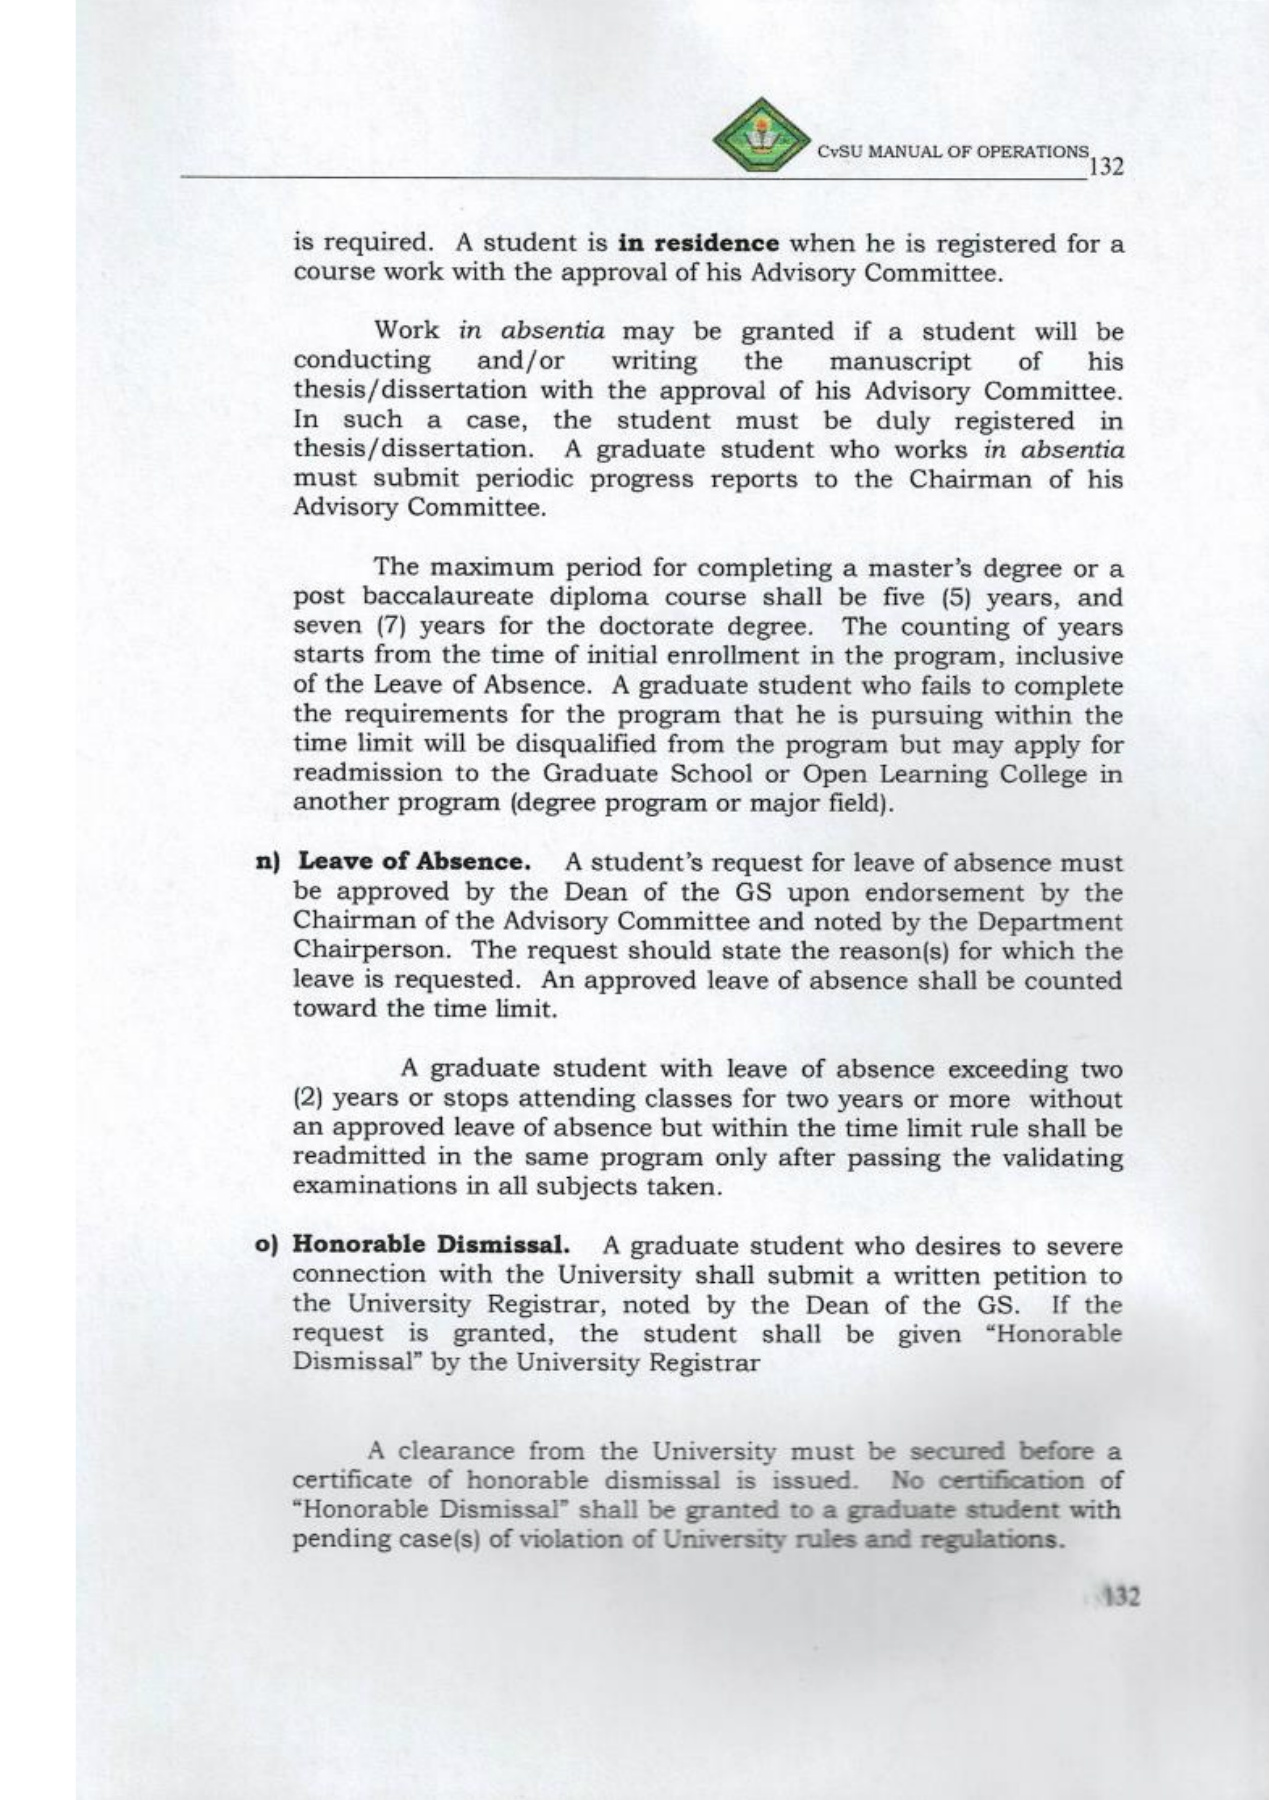 CvSU MANUAL OF OPERATIONS
132
is required. A student is in residence when he is registered for a
course work with the approval of his Advisory Committee.
Work in absentia may be granted if a student will be
conducting and/or writing the manuscript of his
thesis/dissertation with the approval of his Advisory Committee.
In such a case, the student must be duly registered in
thesis/dissertation. A graduate student who works in absentia
must submit periodic progress reports to the Chairman of his
Advisory Committee.
The maximum period for completing a master's degree or a
post baccalaureate diploma course shall be five (5) years, and
seven (7) years for the doctorate degree. The counting of years
starts from the time of initial enrollment in the program, inclusive
of the Leave of Absence. A graduate student who fails to complete
the requirements for the program that he is pursuing within the
time limit will be disqualified from the program but may apply for
readmission to the Graduate School or Open Learning College in
another program (degree program or major field).
n) Leave of Absence. A student's request for leave of absence must
be approved by the Dean of the GS upon endorsement by the
Chairman of the Advisory Committee and noted by the Department
Chairperson. The request should state the reason(s) for which the
leave is requested. An approved leave of absence shall be counted
toward the time limit.
A graduate student with leave of absence exceeding two
(2) years or stops attending classes for two years or more without
an approved leave of absence but within the time limit rule shall be
readmitted in the same program only after passing the validating
examinations in all subjects taken.
o) Honorable Dismissal. A graduate student who desires to severe
connection with the University shall submit a written petition to
the University Registrar, noted by the Dean of the GS. If the
request is granted, the student shall be given “Honorable
Dismissal” by the University Registrar
A clearance from the University must be secured before a
certificate of honorable dismissal is issued. No certification of
“Honorable Dismissal” shall be granted to a graduate student with
pending case(s) of violation of University rules and regulations.
132